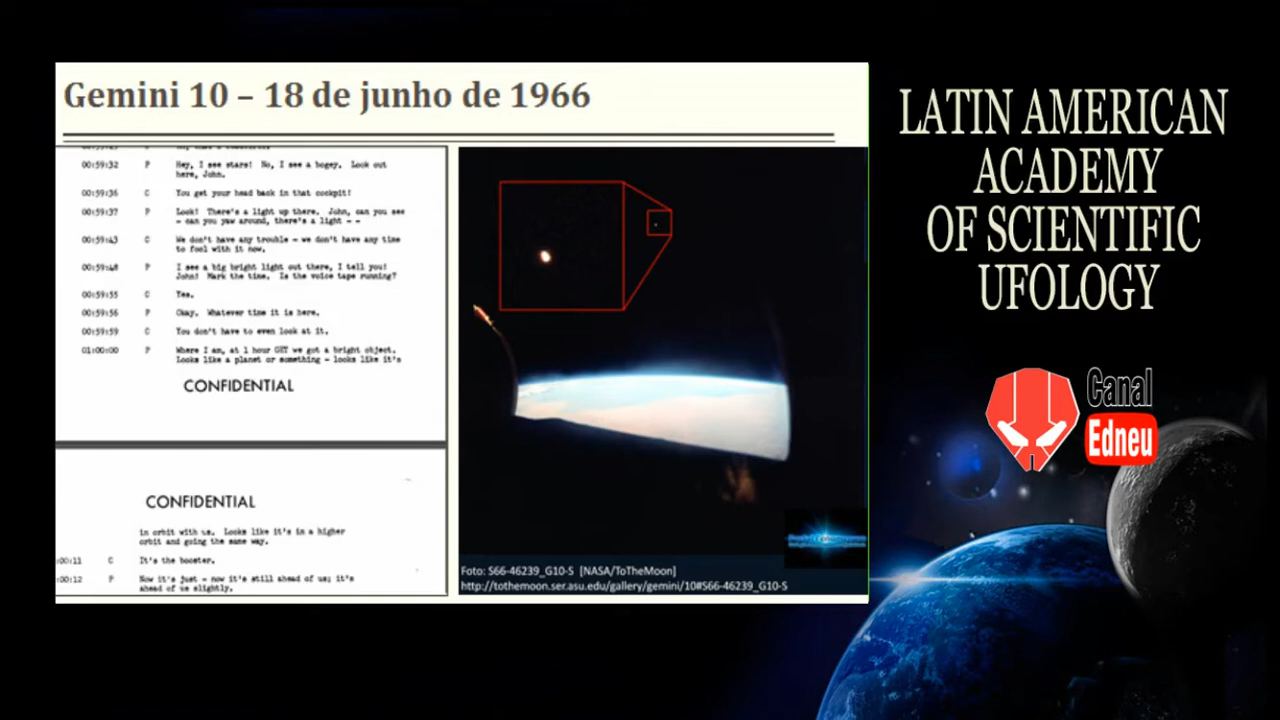 Gemini 10 – 18 de junho de 1966
00:59:32 P Hey, I see stars! No, I see a bogey. Look out
here, John.
00:59:36 C You get your head back in that cockpit!
00:59:37 P Look! There's a light up there. John, can you see
- can you yaw around, there's a light - -
00:59:43 C We don't have any trouble - we don't have any time
to fool with it now.
00:59:48 P I see a big bright light out there, I tell you!
John! Mark the time. Is the voice tape running?
00:59:55 C Yes.
00:59:56 P Okay. Whatever time it is here.
00:59:59 C You don't have to even look at it.
01:00:00 P Where I am, at 1 hour GET we got a bright object.
Looks like a planet or something - looks like it's
CONFIDENTIAL
CONFIDENTIAL
in orbit with us. Looks like it's in a higher
orbit and going the same way.
:00:11 C It's the booster.
:00:12 P Now it's just - now it's still ahead of us; it's
ahead of us slightly.
Foto: S66-46239_G10-S [NASA/ToTheMoon]
http://tothemoon.ser.asu.edu/gallery/gemini/10#S66-46239_G10-S
LATIN AMERICAN
ACADEMY
OF SCIENTIFIC
UFOLOGY
Canal
Edneu